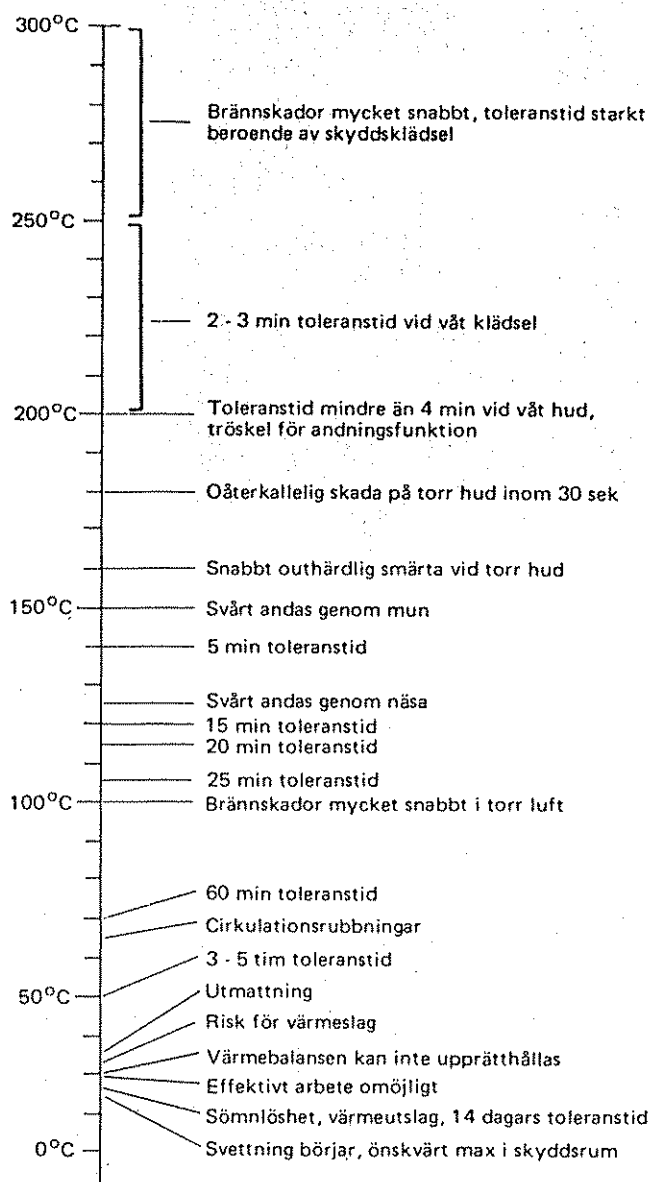 300°C
Brännskador mycket snabbt, toleranstid starkt
beroende av skyddsklädsel
250°C
2 - 3 min toleranstid vid våt klädsel
200°C
Toleranstid mindre än 4 min vid våt hud,
tröskel för andningsfunktion
Oåterkallelig skada på torr hud inom 30 sek
Snabbt outhärdlig smärta vid torr hud
150°C
Svårt andas genom mun
5 min toleranstid
Svårt andas genom näsa
15 min toleranstid
20 min toleranstid
25 min toleranstid
100°C
Brännskador mycket snabbt i torr luft
60 min toleranstid
Cirkulationsrubbningar
3 - 5 tim toleranstid
50°C
Utmattning
Risk för värmeslag
Värmebalansen kan inte upprätthållas
Effektivt arbete omöjligt
Sömnlöshet, värmeutslag, 14 dagars toleranstid
0°C
Svettning börjar, önskvärt max i skyddsrum